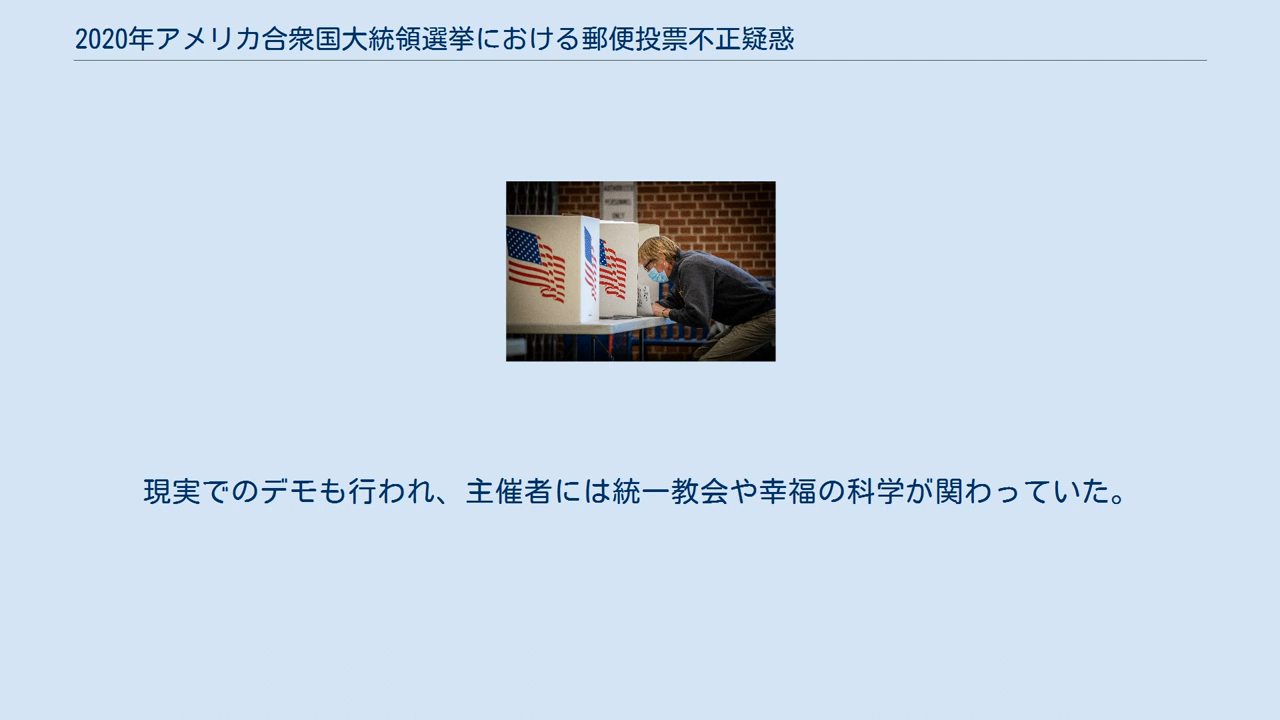 2020年アメリカ合衆国大統領選挙における郵便投票不正疑惑
AUTHORIZED
PERSONNEL
ONLY
現実でのデモも行われ、主催者には統一教会や幸福の科学が関わっていた。